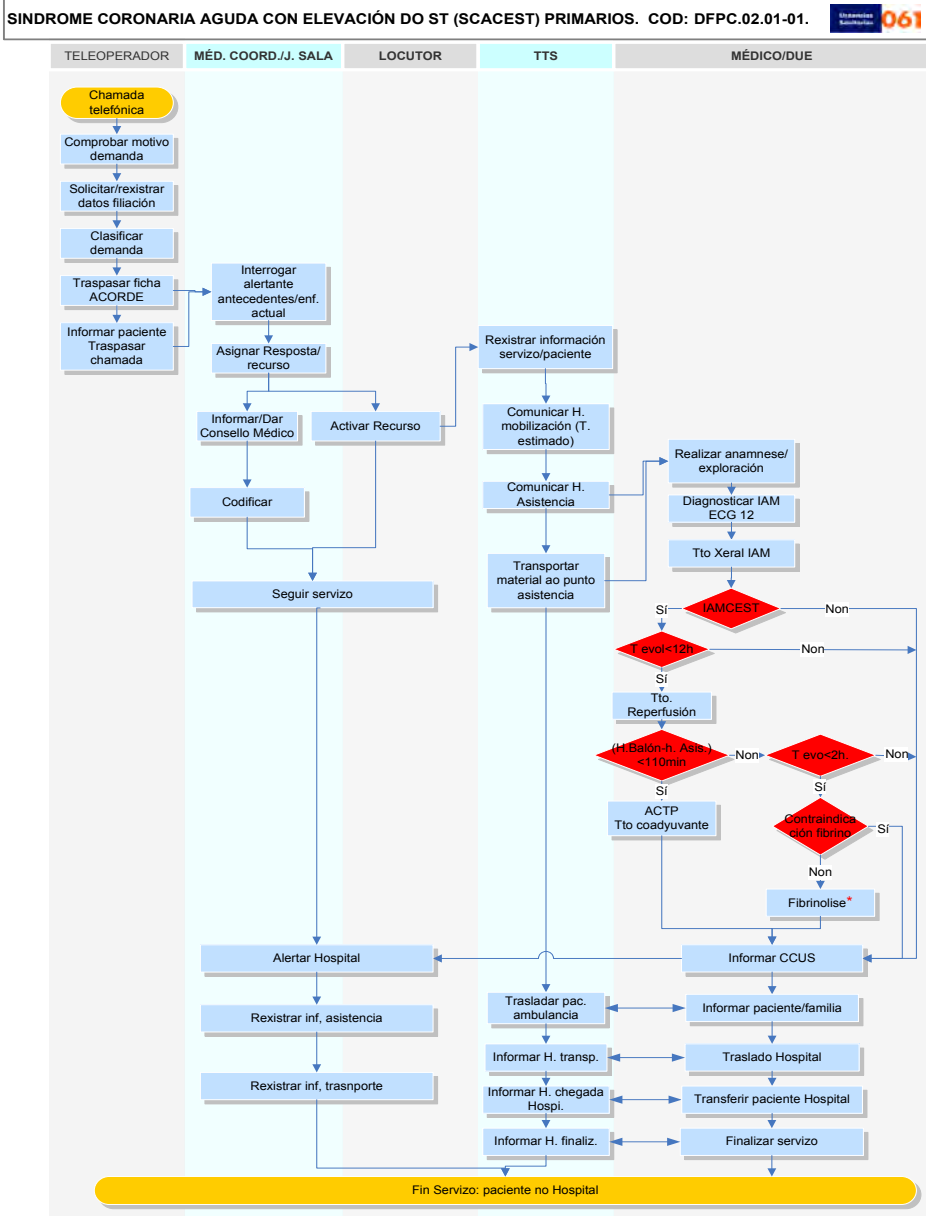 SINDROME CORONARIA AGUDA CON ELEVACIÓN DO ST (SCACEST) PRIMARIOS. COD: DFPC.02.01-01.
Urxencias
Sanitarias
061
TELEOPERADOR
MÉD. COORD./J. SALA
LOCUTOR
TTS
MÉDICO/DUE
Chamada
telefónica
Comprobar motivo
demanda
Solicitar/rexistrar
datos filiación
Clasificar
demanda
Traspasar ficha
ACORDE
Informar paciente
Traspasar
chamada
Interrogar
alertante
antecedentes/enf.
actual
Asignar Resposta/
recurso
Informar/Dar
Consello Médico
Activar Recurso
Codificar
Seguir servizo
Rexistrar información
servizo/paciente
Comunicar H.
mobilización (T.
estimado)
Comunicar H.
Asistencia
Transportar
material ao punto
asistencia
Realizar anamnese/
exploración
Diagnosticar IAM
ECG 12
Tto Xeral IAM
Sí
IAMCEST
Non
T evol<12h
Non
Sí
Tto.
Reperfusión
(H.Balón-h. Asis.)
<110min
Non
T evo<2h.
Non
Sí
Sí
ACTP
Tto coadyuvante
Contraindica
ción fibrino
Sí
Non
Fibrinolise*
Alertar Hospital
Informar CCUS
Rexistrar inf, asistencia
Trasladar pac.
ambulancia
Informar paciente/familia
Rexistrar inf, trasnporte
Informar H. transp.
Traslado Hospital
Informar H. chegada
Hospi.
Transferir paciente Hospital
Informar H. finaliz.
Finalizar servizo
Fin Servizo: paciente no Hospital